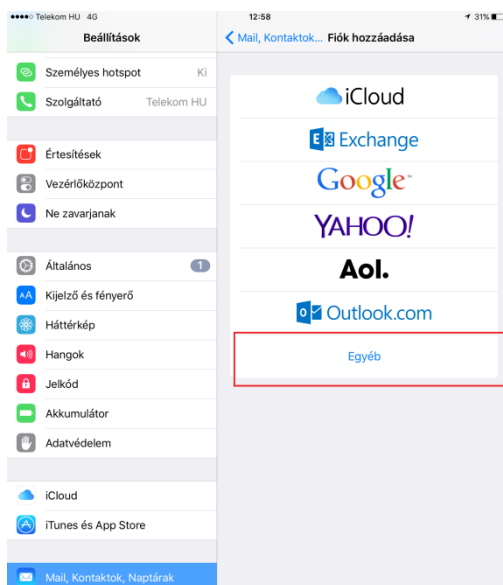 Telekom HU 4G 12:58 31%
Beállítások
Személyes hotspot Ki
Szolgáltató Telekom HU
Értesítések
Vezérlőközpont
Ne zavarjanak
Általános 1
AA Kijelző és fényerő
Háttérkép
Hangok
Jelkód
Akkumulátor
Adatvédelem
iCloud
iTunes és App Store
Mail, Kontaktok, Naptárak
Mail, Kontaktok... Fiók hozzáadása
iCloud
Exchange
Google
YAHOO!
Aol.
Outlook.com
Egyéb